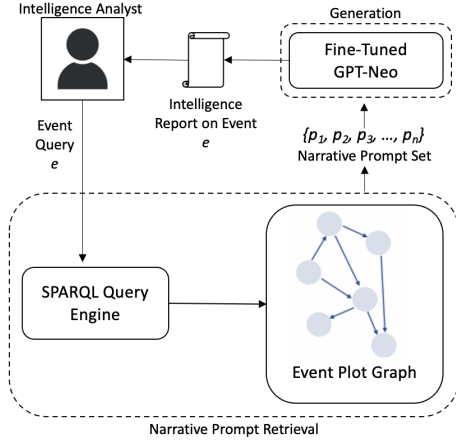 Intelligence Analyst
Generation
Fine-Tuned
GPT-Neo
Intelligence
Report on Event
e
Event
Query
e
{p1, p2, p3, ..., pn}
Narrative Prompt Set
SPARQL Query
Engine
Event Plot Graph
Narrative Prompt Retrieval